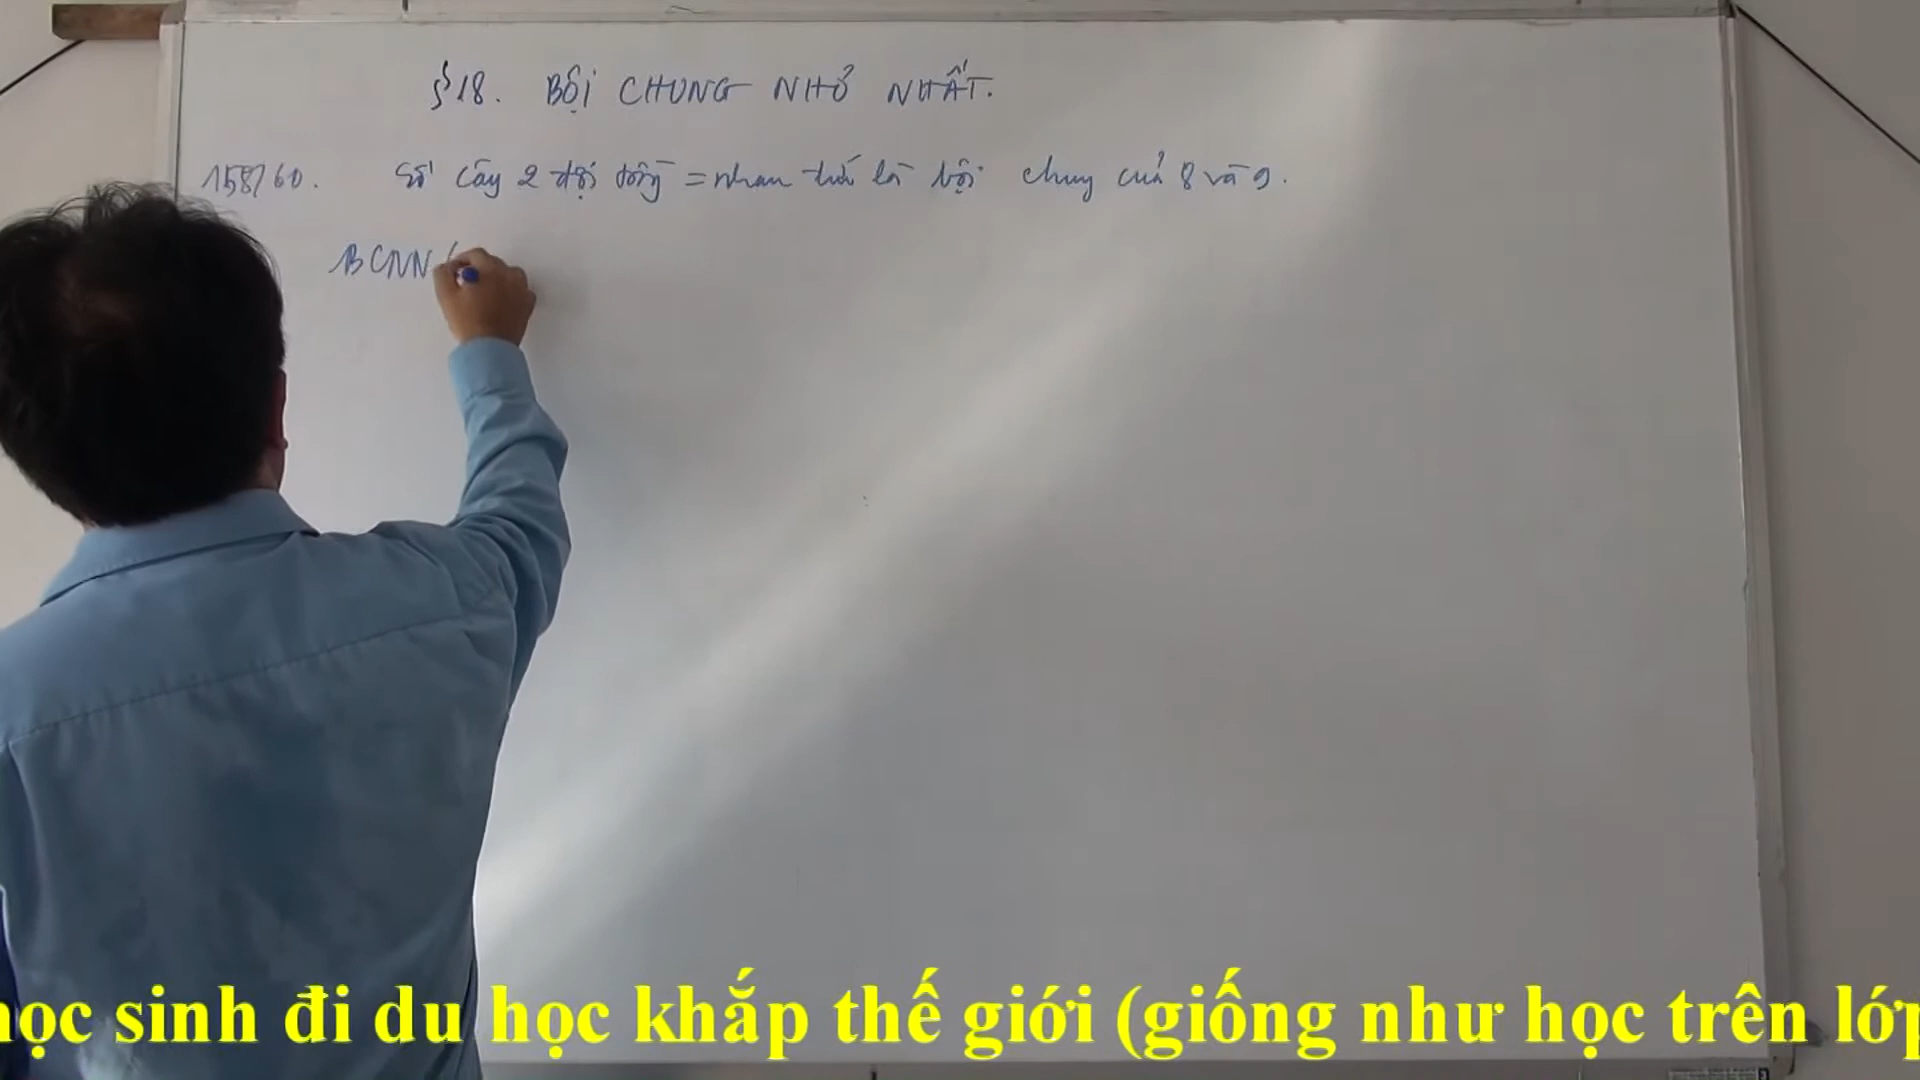 §18. BỘI CHUNG NHỎ NHẤT.
158/60. Số cây 2 đội trồng = nhau tức là bội chung của 8 và 9.
BCNN (
học sinh đi du học khắp thế giới (giống như học trên lớp